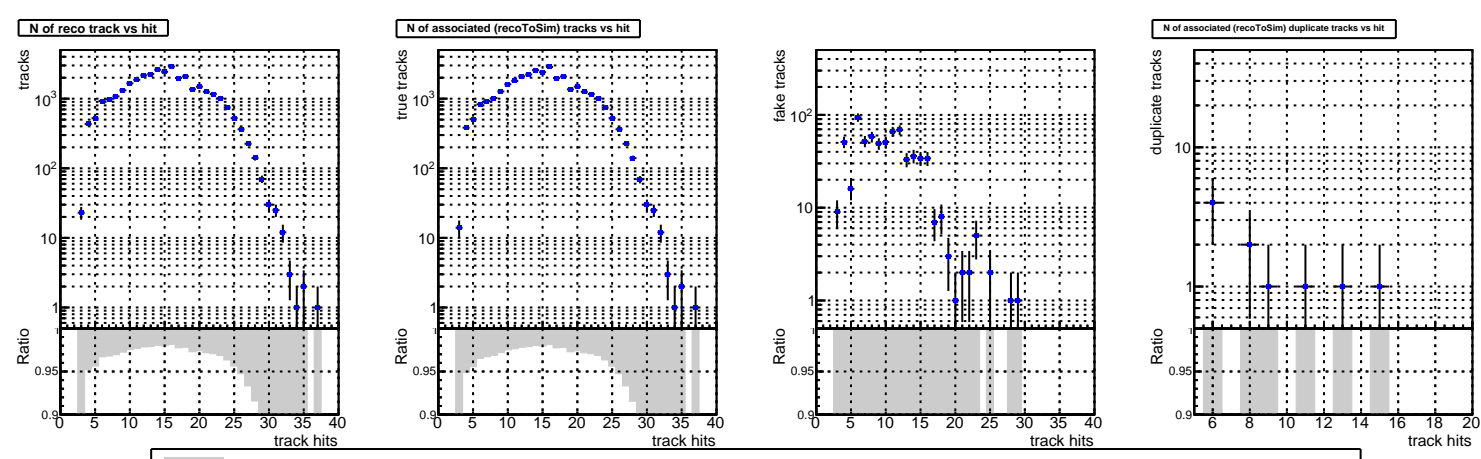 N of reco track vs hit
tracks
10³
10²
10
1
Ratio
1
0.95
0.9
0 5 10 15 20 25 30 35 40
track hits
N of associated (recoToSim) tracks vs hit
true tracks
10³
10²
10
1
Ratio
1
0.95
0.9
0 5 10 15 20 25 30 35 40
track hits
fake tracks
10²
10
1
Ratio
1
0.95
0.9
0 5 10 15 20 25 30 35 40
track hits
N of associated (recoToSim) duplicate tracks vs hit
duplicate tracks
10
1
Ratio
1
0.95
0.9
6 8 10 12 14 16 18 20
track hits